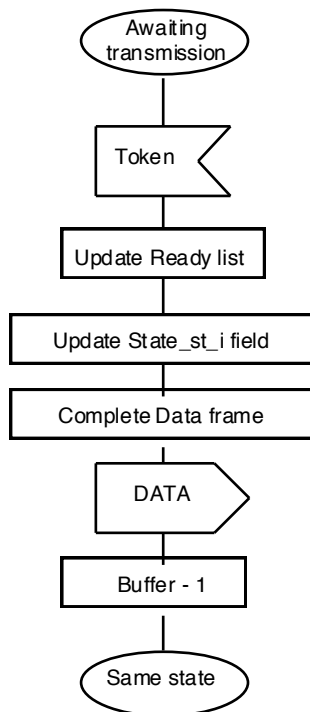 Awaiting
transmission
Token
Update Ready list
Update State_st_i field
Complete Data frame
DATA
Buffer - 1
Same state